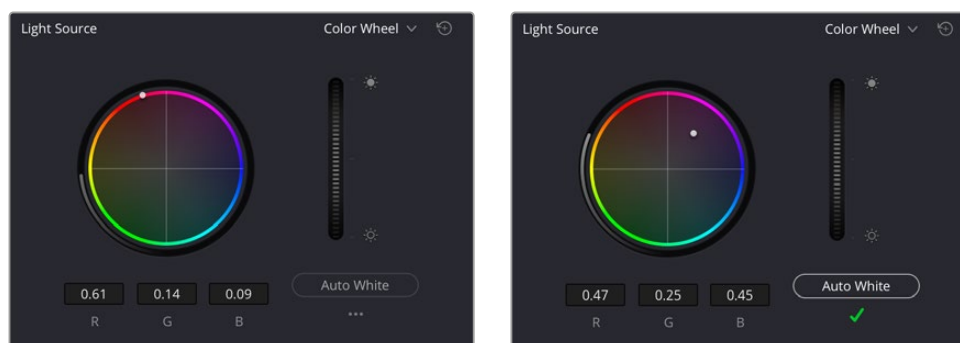 Light Source Color Wheel
0.61 0.14 0.09
R G B
Auto White
Light Source Color Wheel
0.47 0.25 0.45
R G B
Auto White